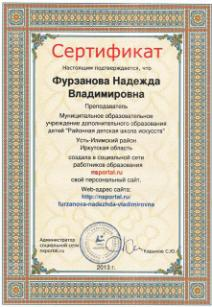 Сертификат
Настоящим подтверждается, что
Фурзанова Надежда
Владимировна
Преподаватель
Муниципальное образовательное
учреждение дополнительного образования
детей "Районная детская школа искусств"
Усть-Илимский район
Иркутская область
создала в социальной сети
работников образования
nsportal.ru
свой персональный сайт.
Web-адрес сайта:
http://nsportal.ru/
furzanova-nadezhda-vladimirovna
Администратор
социальной сети
nsportal.ru
2013 г.